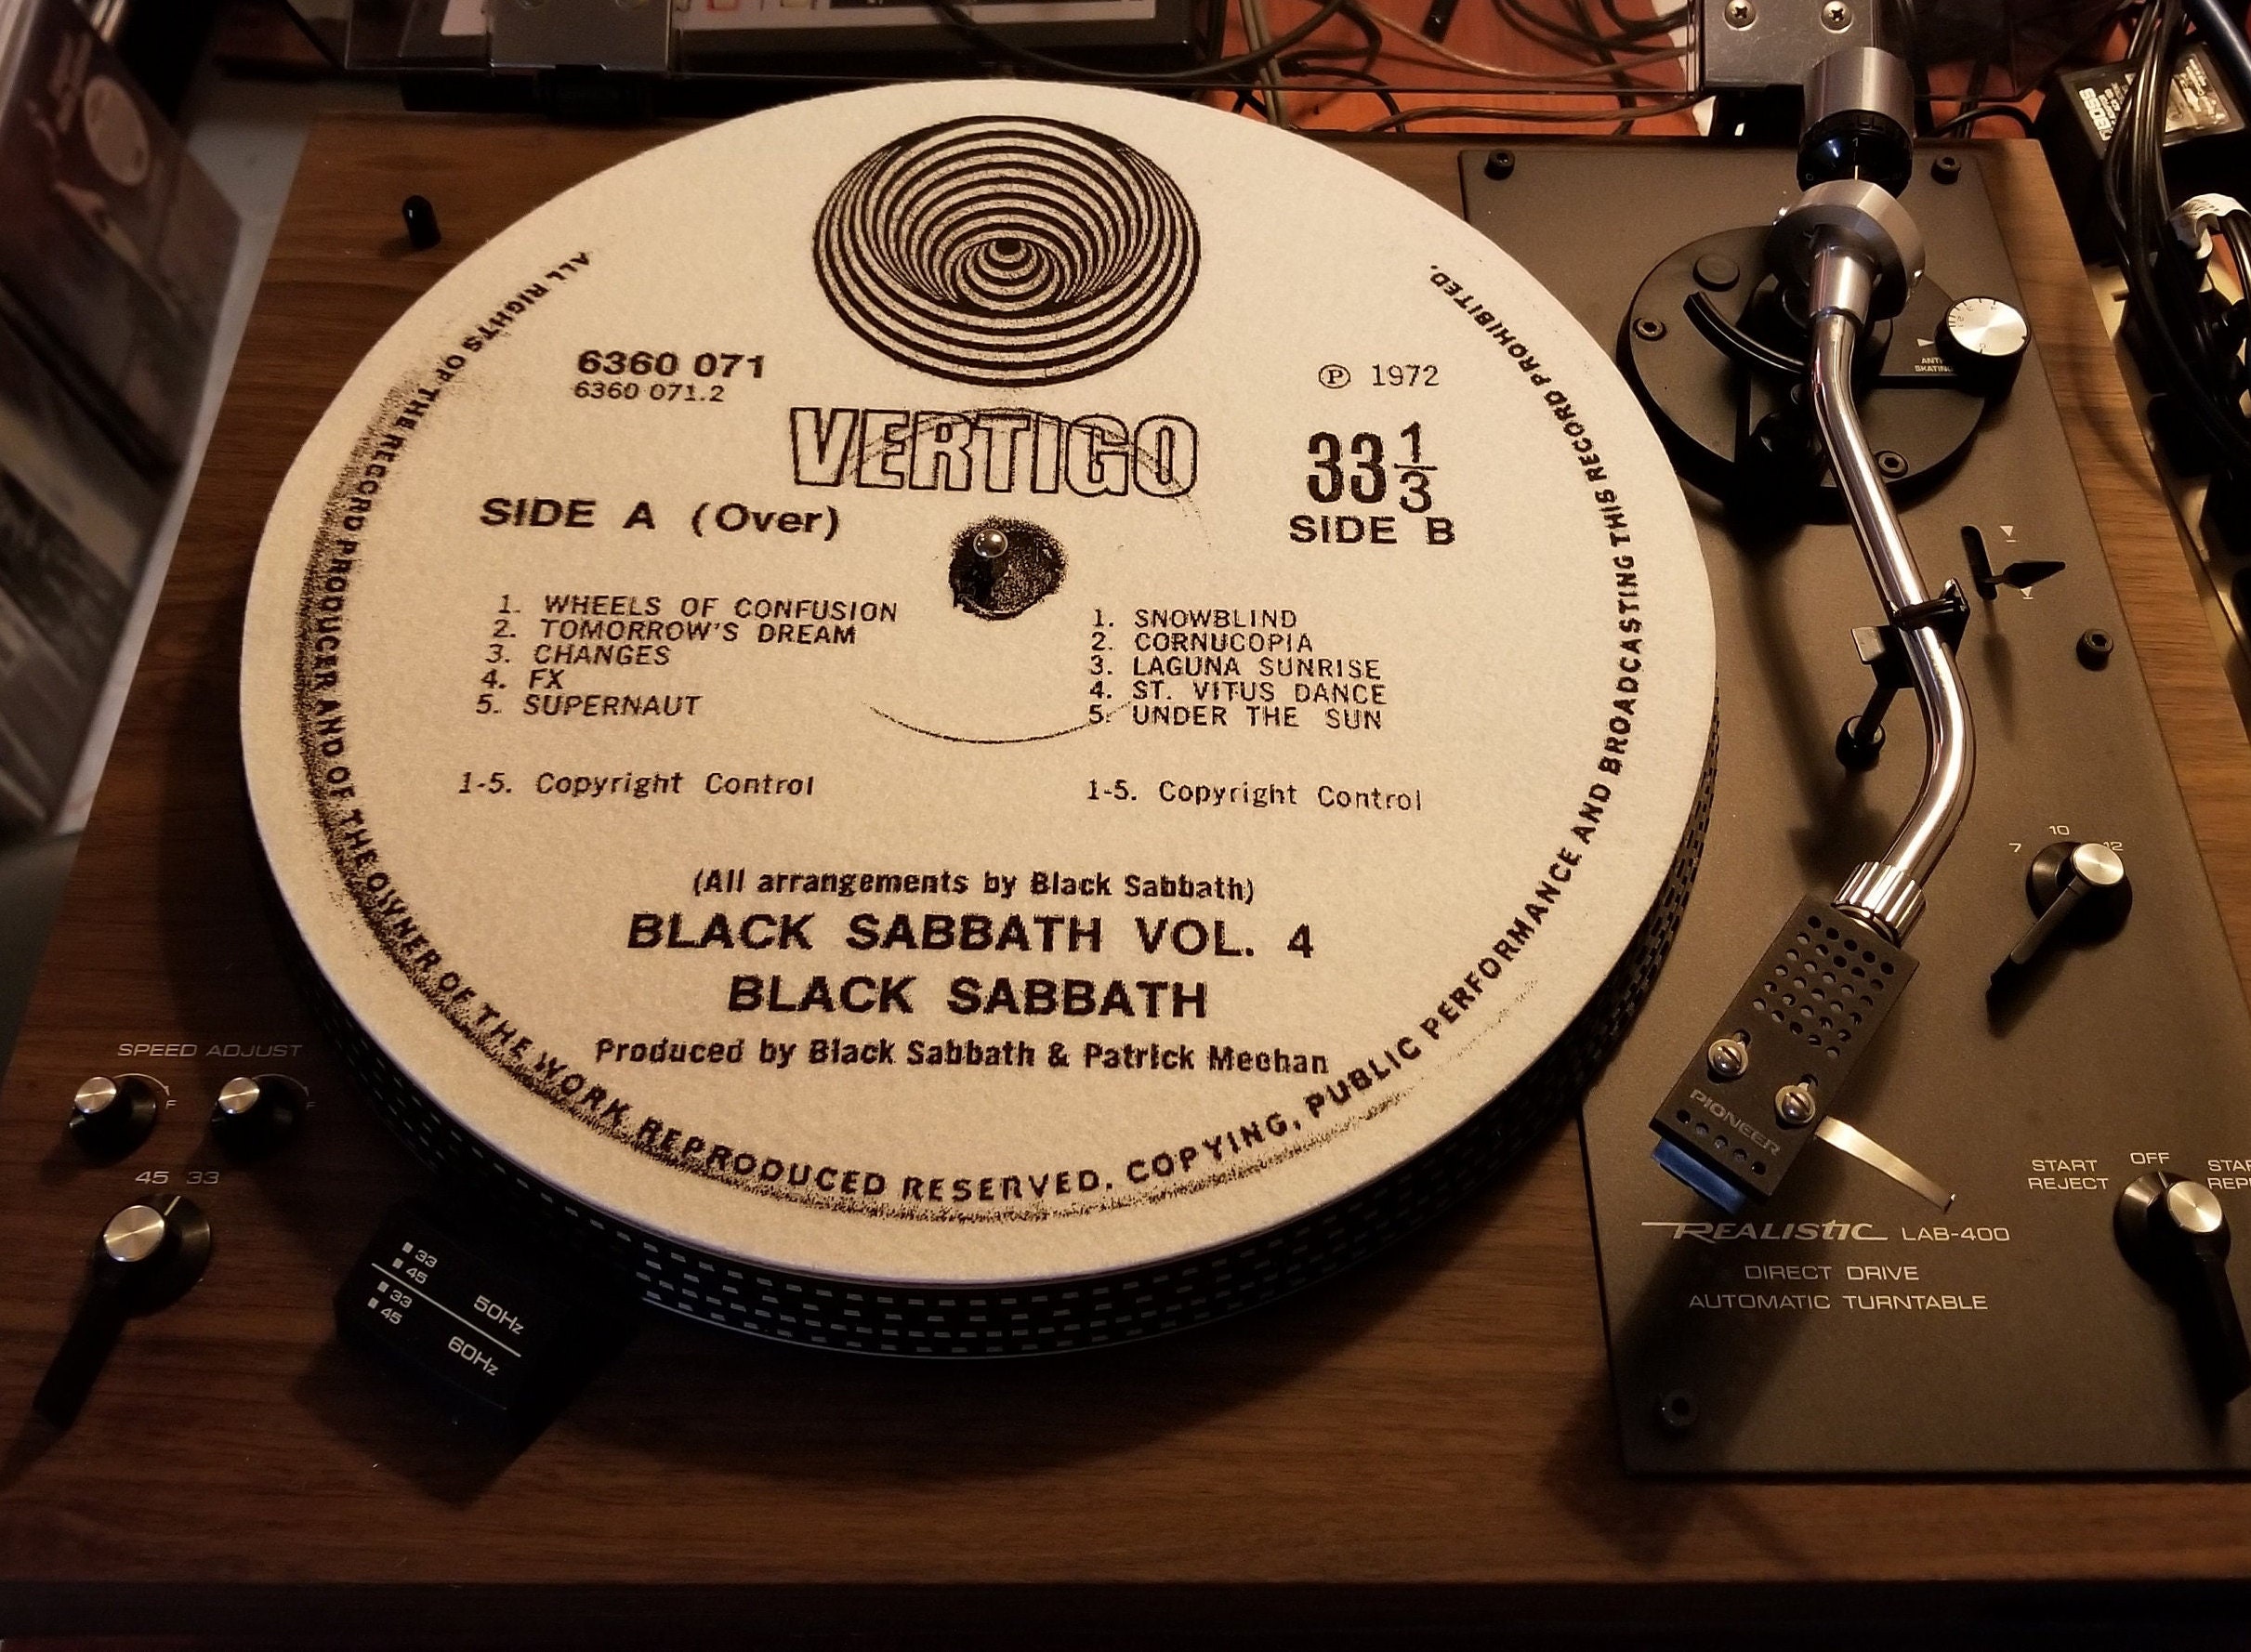 ALL RIGHTS OF THE RECORD PRODUCER AND OF THE OWNER OF THE WORK REPRODUCED RESERVED. COPYING, PUBLIC PERFORMANCE AND BROADCASTING THIS RECORD PROHIBITED.
6360 071
6360 071.2
VERTIGO
℗ 1972
33 1/3
SIDE A (Over)
SIDE B
1. WHEELS OF CONFUSION
2. TOMORROW'S DREAM
3. CHANGES
4. FX
5. SUPERNAUT
1-5. Copyright Control
1. SNOWBLIND
2. CORNUCOPIA
3. LAGUNA SUNRISE
4. ST. VITUS DANCE
5. UNDER THE SUN
1-5. Copyright Control
(All arrangements by Black Sabbath)
BLACK SABBATH VOL. 4
BLACK SABBATH
Produced by Black Sabbath & Patrick Meehan
SPEED ADJUST
45 33
33
45
50Hz
33
45
60Hz
BOSS
ANTI
SKATING
7 10 12
PIONEER
START
REJECT
OFF
REALISTIC LAB-400
DIRECT DRIVE
AUTOMATIC TURNTABLE